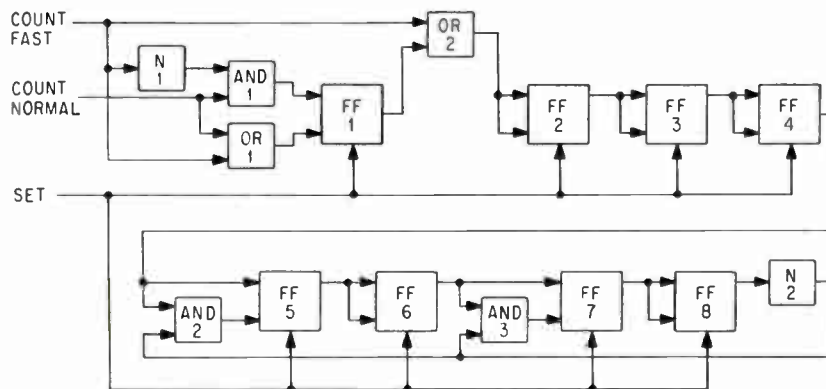 COUNT
FAST
OR
2
N
1
AND
1
COUNT
NORMAL
OR
1
FF
1
FF
2
FF
3
FF
4
SET
FF
5
FF
6
FF
7
FF
8
N
2
AND
2
AND
3